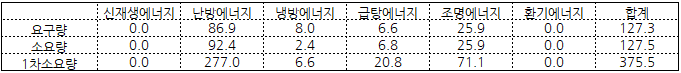 신재생에너지 난방에너지 냉방에너지 급탕에너지 조명에너지 환기에너지 합계
요구량 0.0 86.9 8.0 6.6 25.9 0.0 127.3
소요량 0.0 92.4 2.4 6.8 25.9 0.0 127.5
1차소요량 0.0 277.0 6.6 20.8 71.1 0.0 375.5